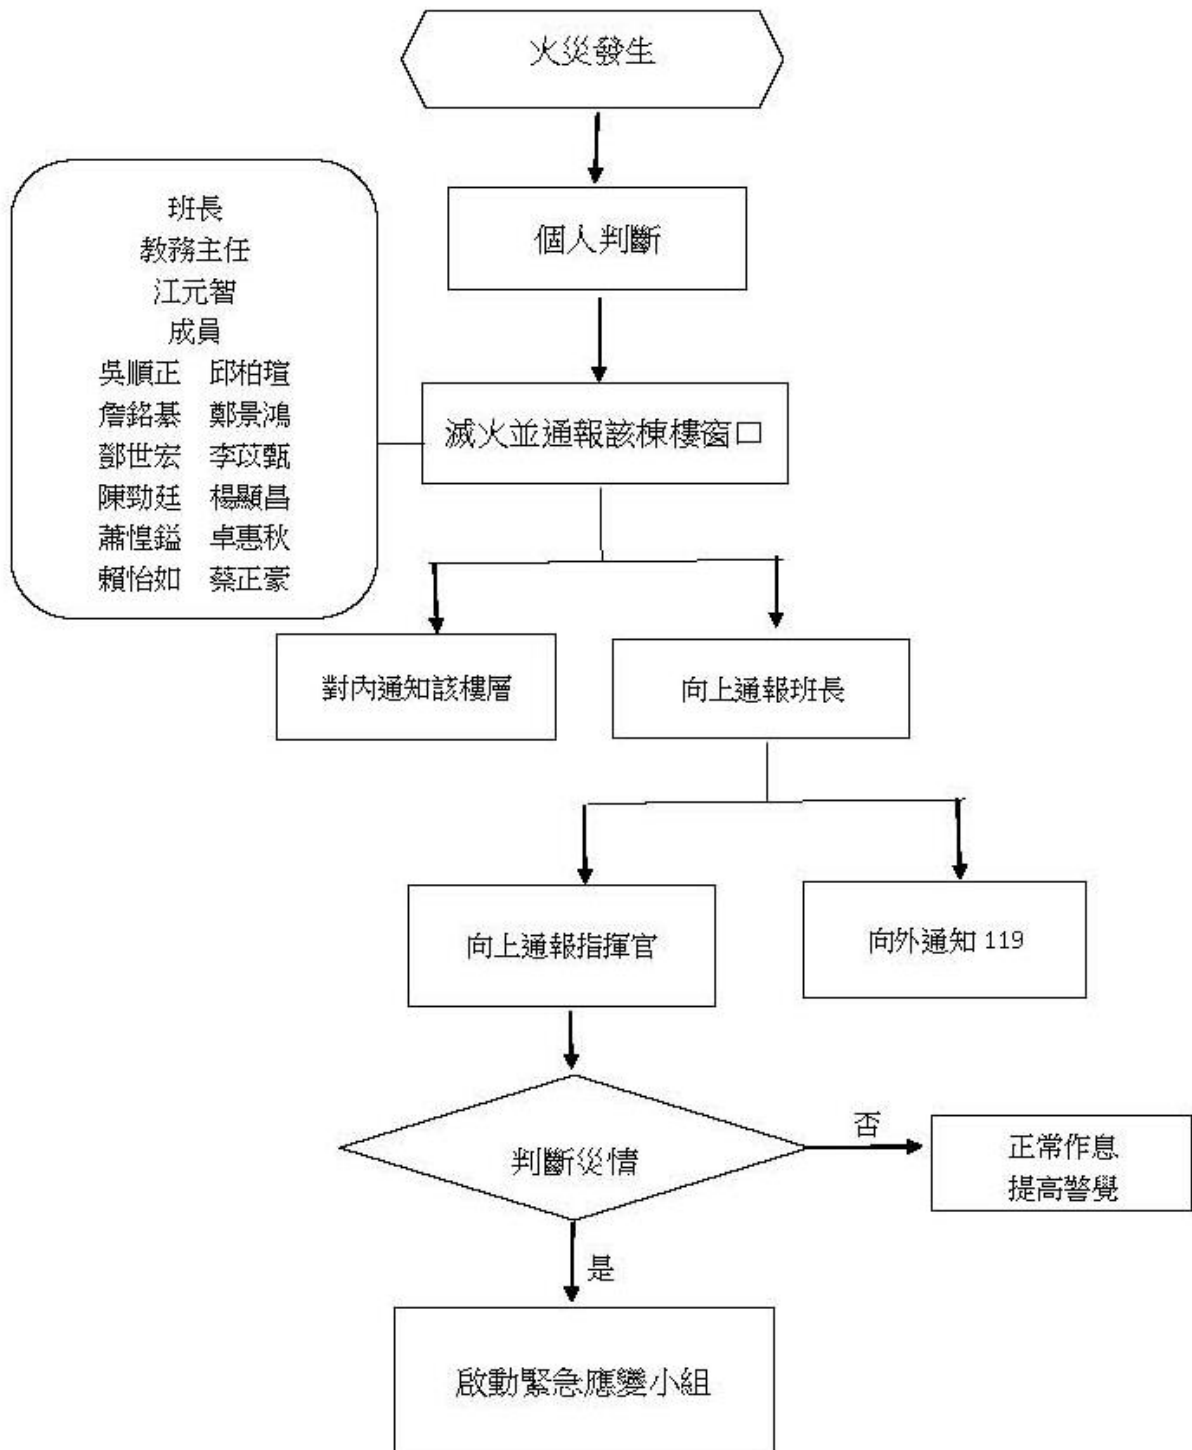 火災發生
個人判斷
班長
教務主任
江元智
成員
吳順正 邱柏瑄
詹銘綦 鄭景鴻
鄧世宏 李苡甄
陳勁廷 楊顯昌
蕭惶鎰 卓惠秋
賴怡如 蔡正豪
滅火並通報該棟樓窗口
對內通知該樓層
向上通報班長
向上通報指揮官
向外通知 119
判斷災情
否
正常作息
提高警覺
是
啟動緊急應變小組